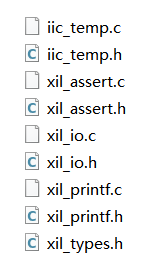 iic_temp.c
iic_temp.h
xil_assert.c
xil_assert.h
xil_io.c
xil_io.h
xil_printf.c
xil_printf.h
xil_types.h